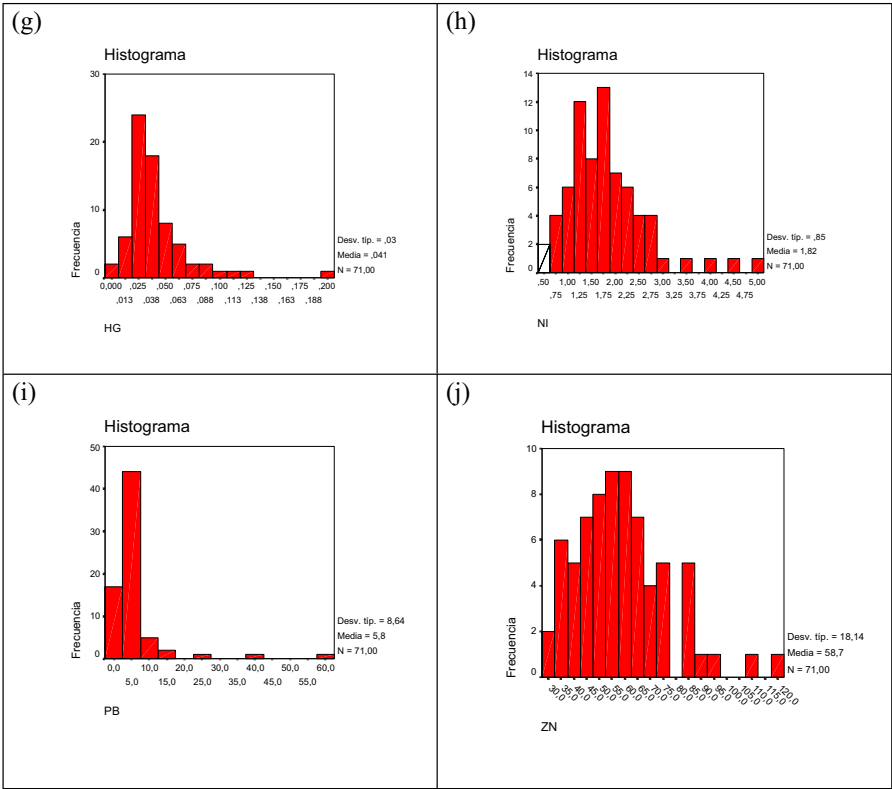 (g)
Histograma
30
20
10
0
Frecuencia
0,000 ,025 ,050 ,075 ,100 ,125 ,150 ,175 ,200
,013 ,038 ,063 ,088 ,113 ,138 ,163 ,188
HG
Desv. típ. = ,03
Media = ,041
N = 71,00
(h)
Histograma
14
12
10
8
6
4
2
0
Frecuencia
,50 1,00 1,50 2,00 2,50 3,00 3,50 4,00 4,50 5,00
,75 1,25 1,75 2,25 2,75 3,25 3,75 4,25 4,75
NI
Desv. típ. = ,85
Media = 1,82
N = 71,00
(i)
Histograma
50
40
30
20
10
0
Frecuencia
0,0 10,0 20,0 30,0 40,0 50,0 60,0
5,0 15,0 25,0 35,0 45,0 55,0
PB
Desv. típ. = 8,64
Media = 5,8
N = 71,00
(j)
Histograma
10
8
6
4
2
0
Frecuencia
30,0 35,0 40,0 45,0 50,0 55,0 60,0 65,0 70,0 75,0 80,0 85,0 90,0 95,0 100,0 105,0 110,0 115,0 120,0
ZN
Desv. típ. = 18,14
Media = 58,7
N = 71,00